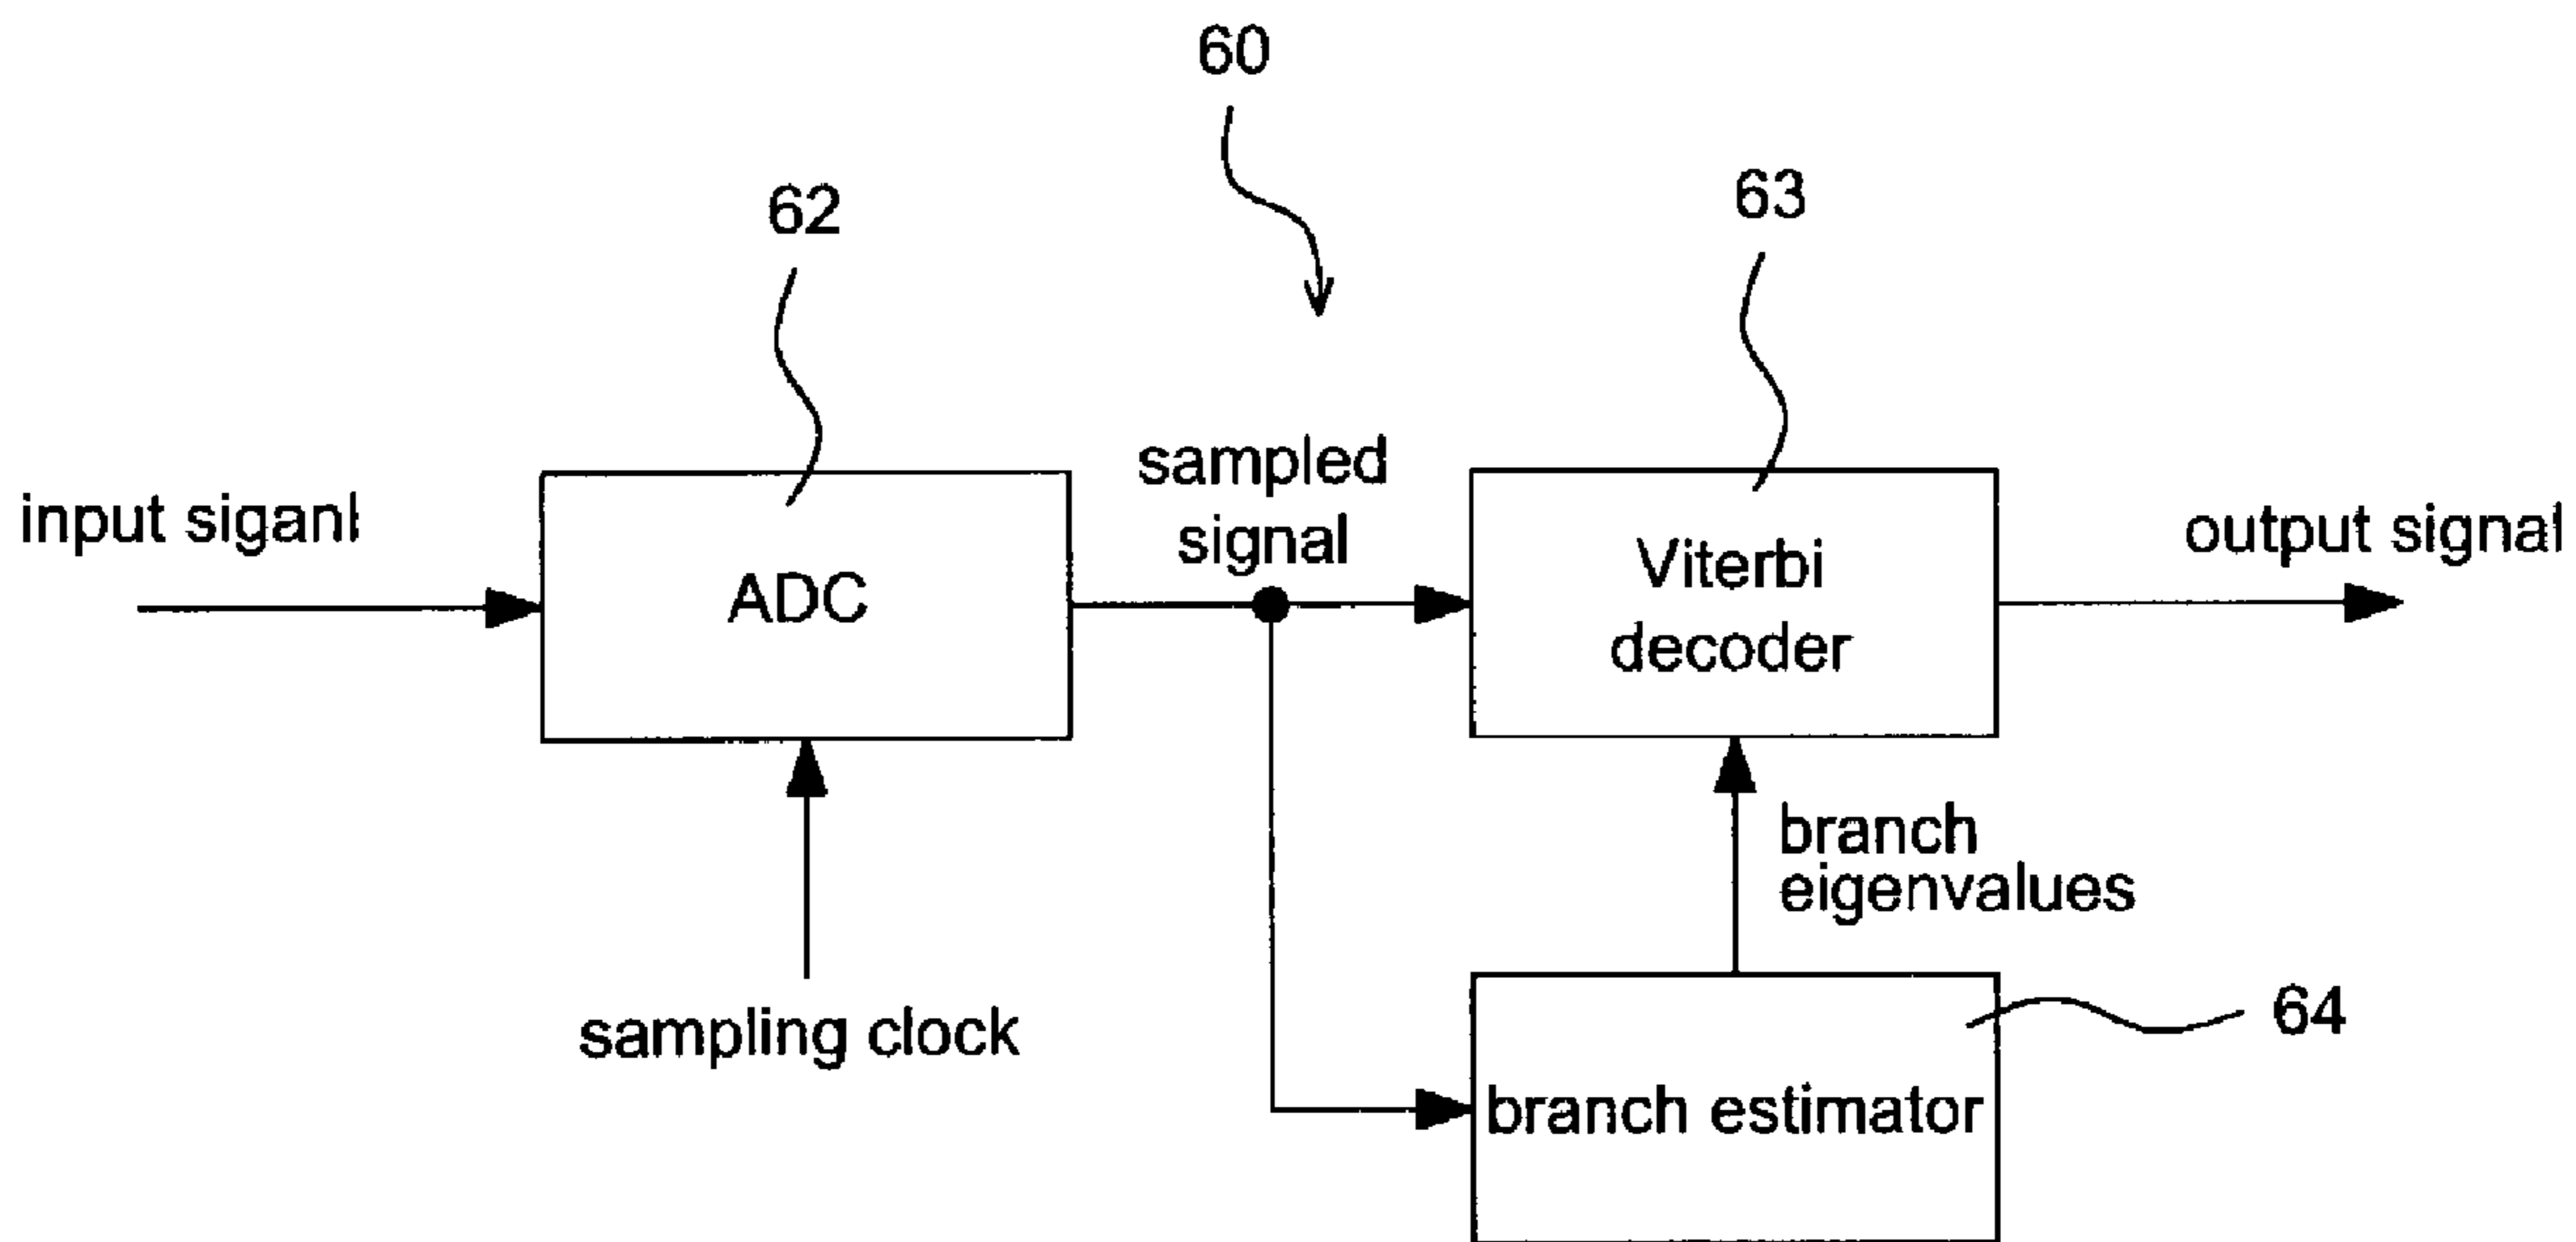 60
62
63
input siganl
ADC
sampled
signal
Viterbi
decoder
output signal
sampling clock
branch
eigenvalues
64
branch estimator